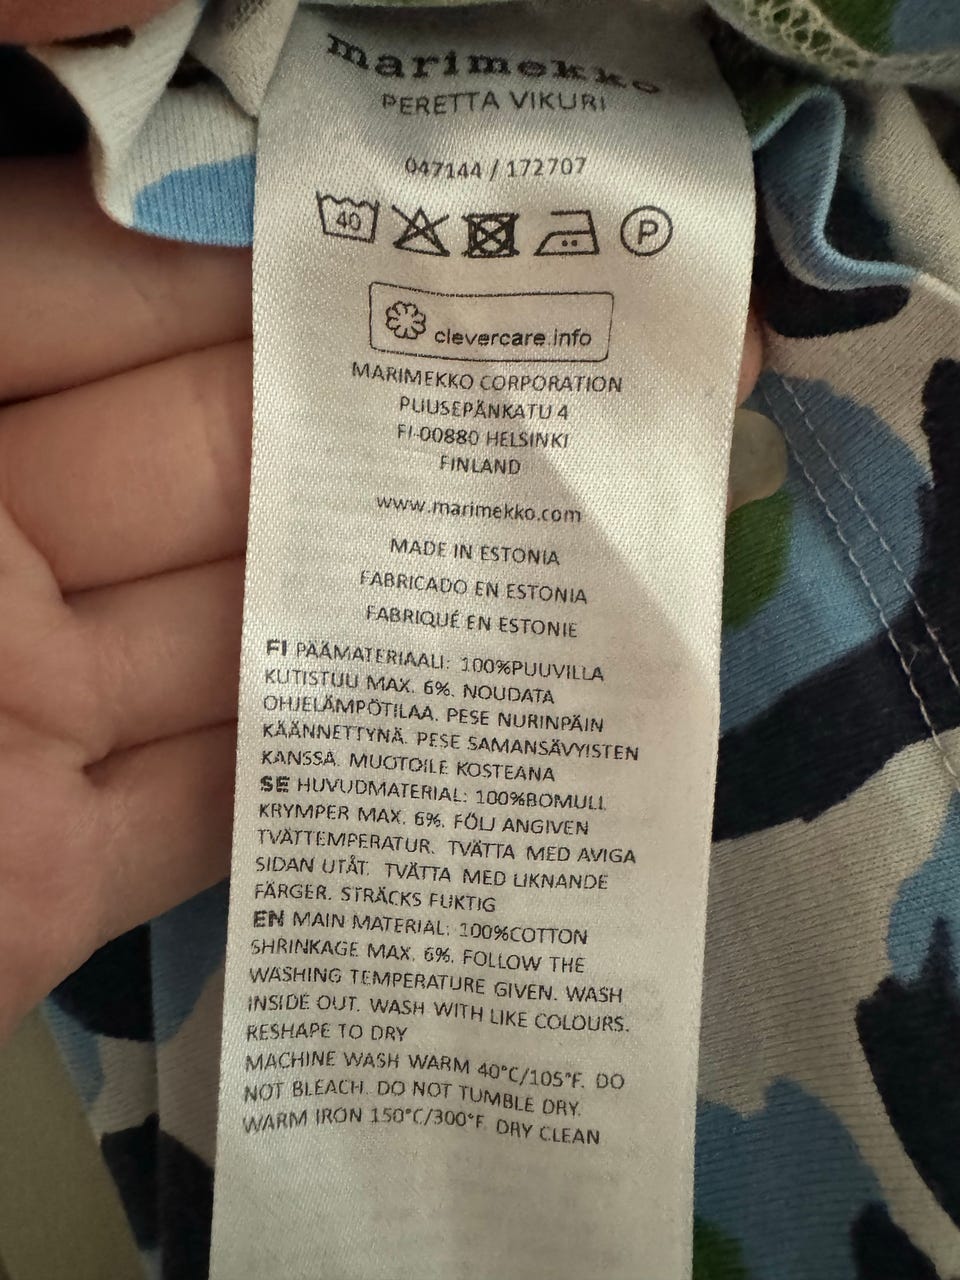 marimekko
PERETTA VIKURI
047144 / 172707
40 P
clevercare.info
MARIMEKKO CORPORATION
PUUSEPÄNKATU 4
FI-00880 HELSINKI
FINLAND
www.marimekko.com
MADE IN ESTONIA
FABRICADO EN ESTONIA
FABRIQUÉ EN ESTONIE
FI PÄÄMATERIAALI: 100%PUUVILLA
KUTISTUU MAX. 6%. NOUDATA
OHJELÄMPÖTILAA. PESE NURINPÄIN
KÄÄNNETTYNÄ. PESE SAMANSÄVYISTEN
KANSSA. MUOTOILE KOSTEANA
SE HUVUDMATERIAL: 100%BOMULL
KRYMPER MAX. 6%. FÖLJ ANGIVEN
TVÄTTEMPERATUR. TVÄTTA MED AVIGA
SIDAN UTÅT. TVÄTTA MED LIKNANDE
FÄRGER. STRÄCKS FUKTIG
EN MAIN MATERIAL: 100%COTTON
SHRINKAGE MAX. 6%. FOLLOW THE
WASHING TEMPERATURE GIVEN. WASH
INSIDE OUT. WASH WITH LIKE COLOURS.
RESHAPE TO DRY
MACHINE WASH WARM 40°C/105°F. DO
NOT BLEACH. DO NOT TUMBLE DRY.
WARM IRON 150°C/300°F. DRY CLEAN